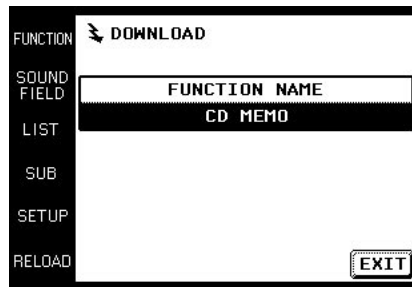 FUNCTION
DOWNLOAD
SOUND
FIELD
FUNCTION NAME
CD MEMO
LIST
SUB
SETUP
RELOAD
EXIT